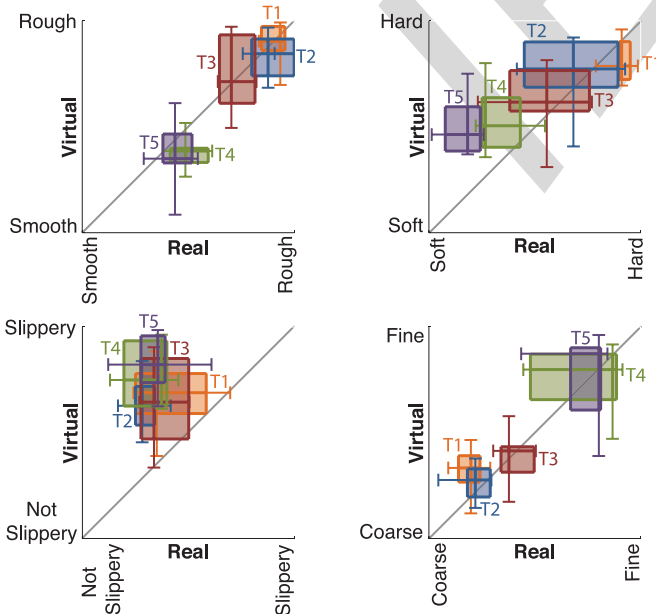 Rough
T1
T2
T3
T5
T4
Virtual
Smooth
Smooth
Real
Rough
Hard
T2
T1
T4
T5
T3
Virtual
Soft
Soft
Real
Hard
Slippery
T5
T4
T3
T1
T2
Virtual
Not
Slippery
Not
Slippery
Real
Slippery
Fine
T5
T4
T1
T3
T2
Virtual
Coarse
Coarse
Real
Fine